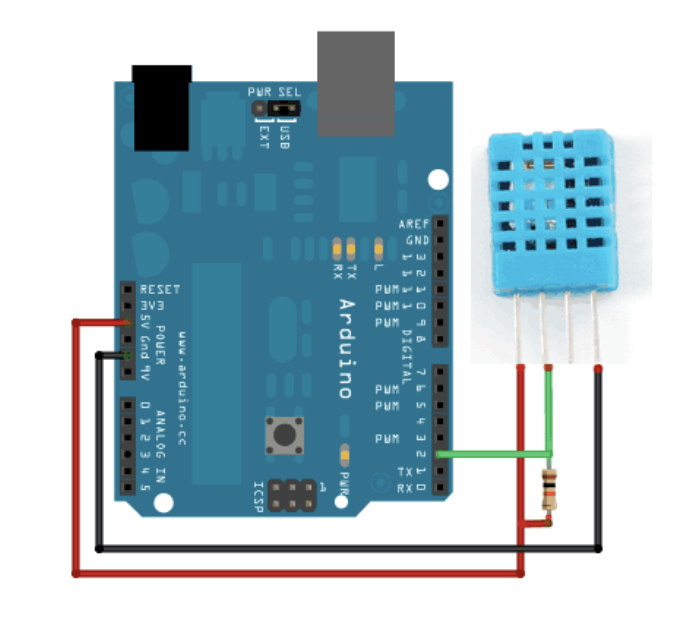 PWR SEL
EXT
USB
AREF
GND
13
12
PWM 11
PWM 10
PWM 9
8
RX
TX
L
RESET
3V3
5V
Gnd
9V
POWER
www.arduino.cc
Arduino
DIGITAL
7
PWM 6
PWM 5
4
PWM 3
2
TX 1
RX 0
ANALOG IN
0
1
2
3
4
5
ICSP
1
PWR